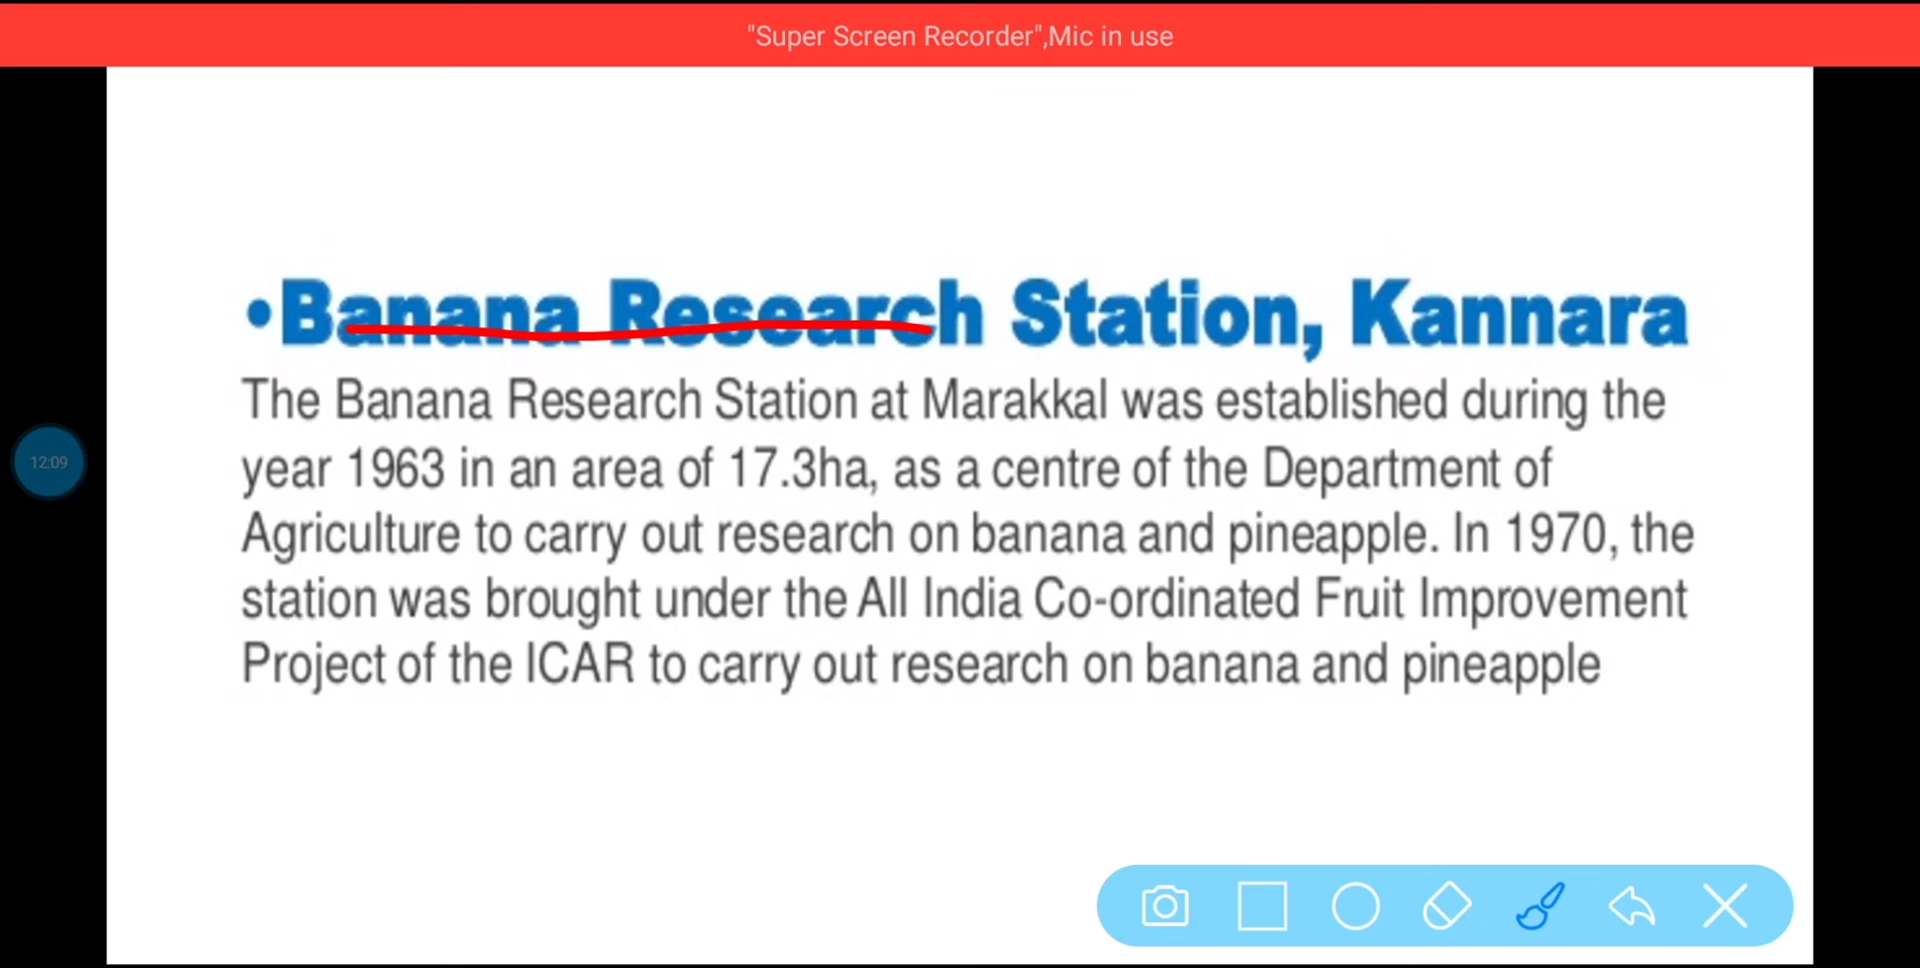 "Super Screen Recorder",Mic in use
•Banana Research Station, Kannara
The Banana Research Station at Marakkal was established during the
12:09
year 1963 in an area of 17.3ha, as a centre of the Department of
Agriculture to carry out research on banana and pineapple. In 1970, the
station was brought under the All India Co-ordinated Fruit Improvement
Project of the ICAR to carry out research on banana and pineapple